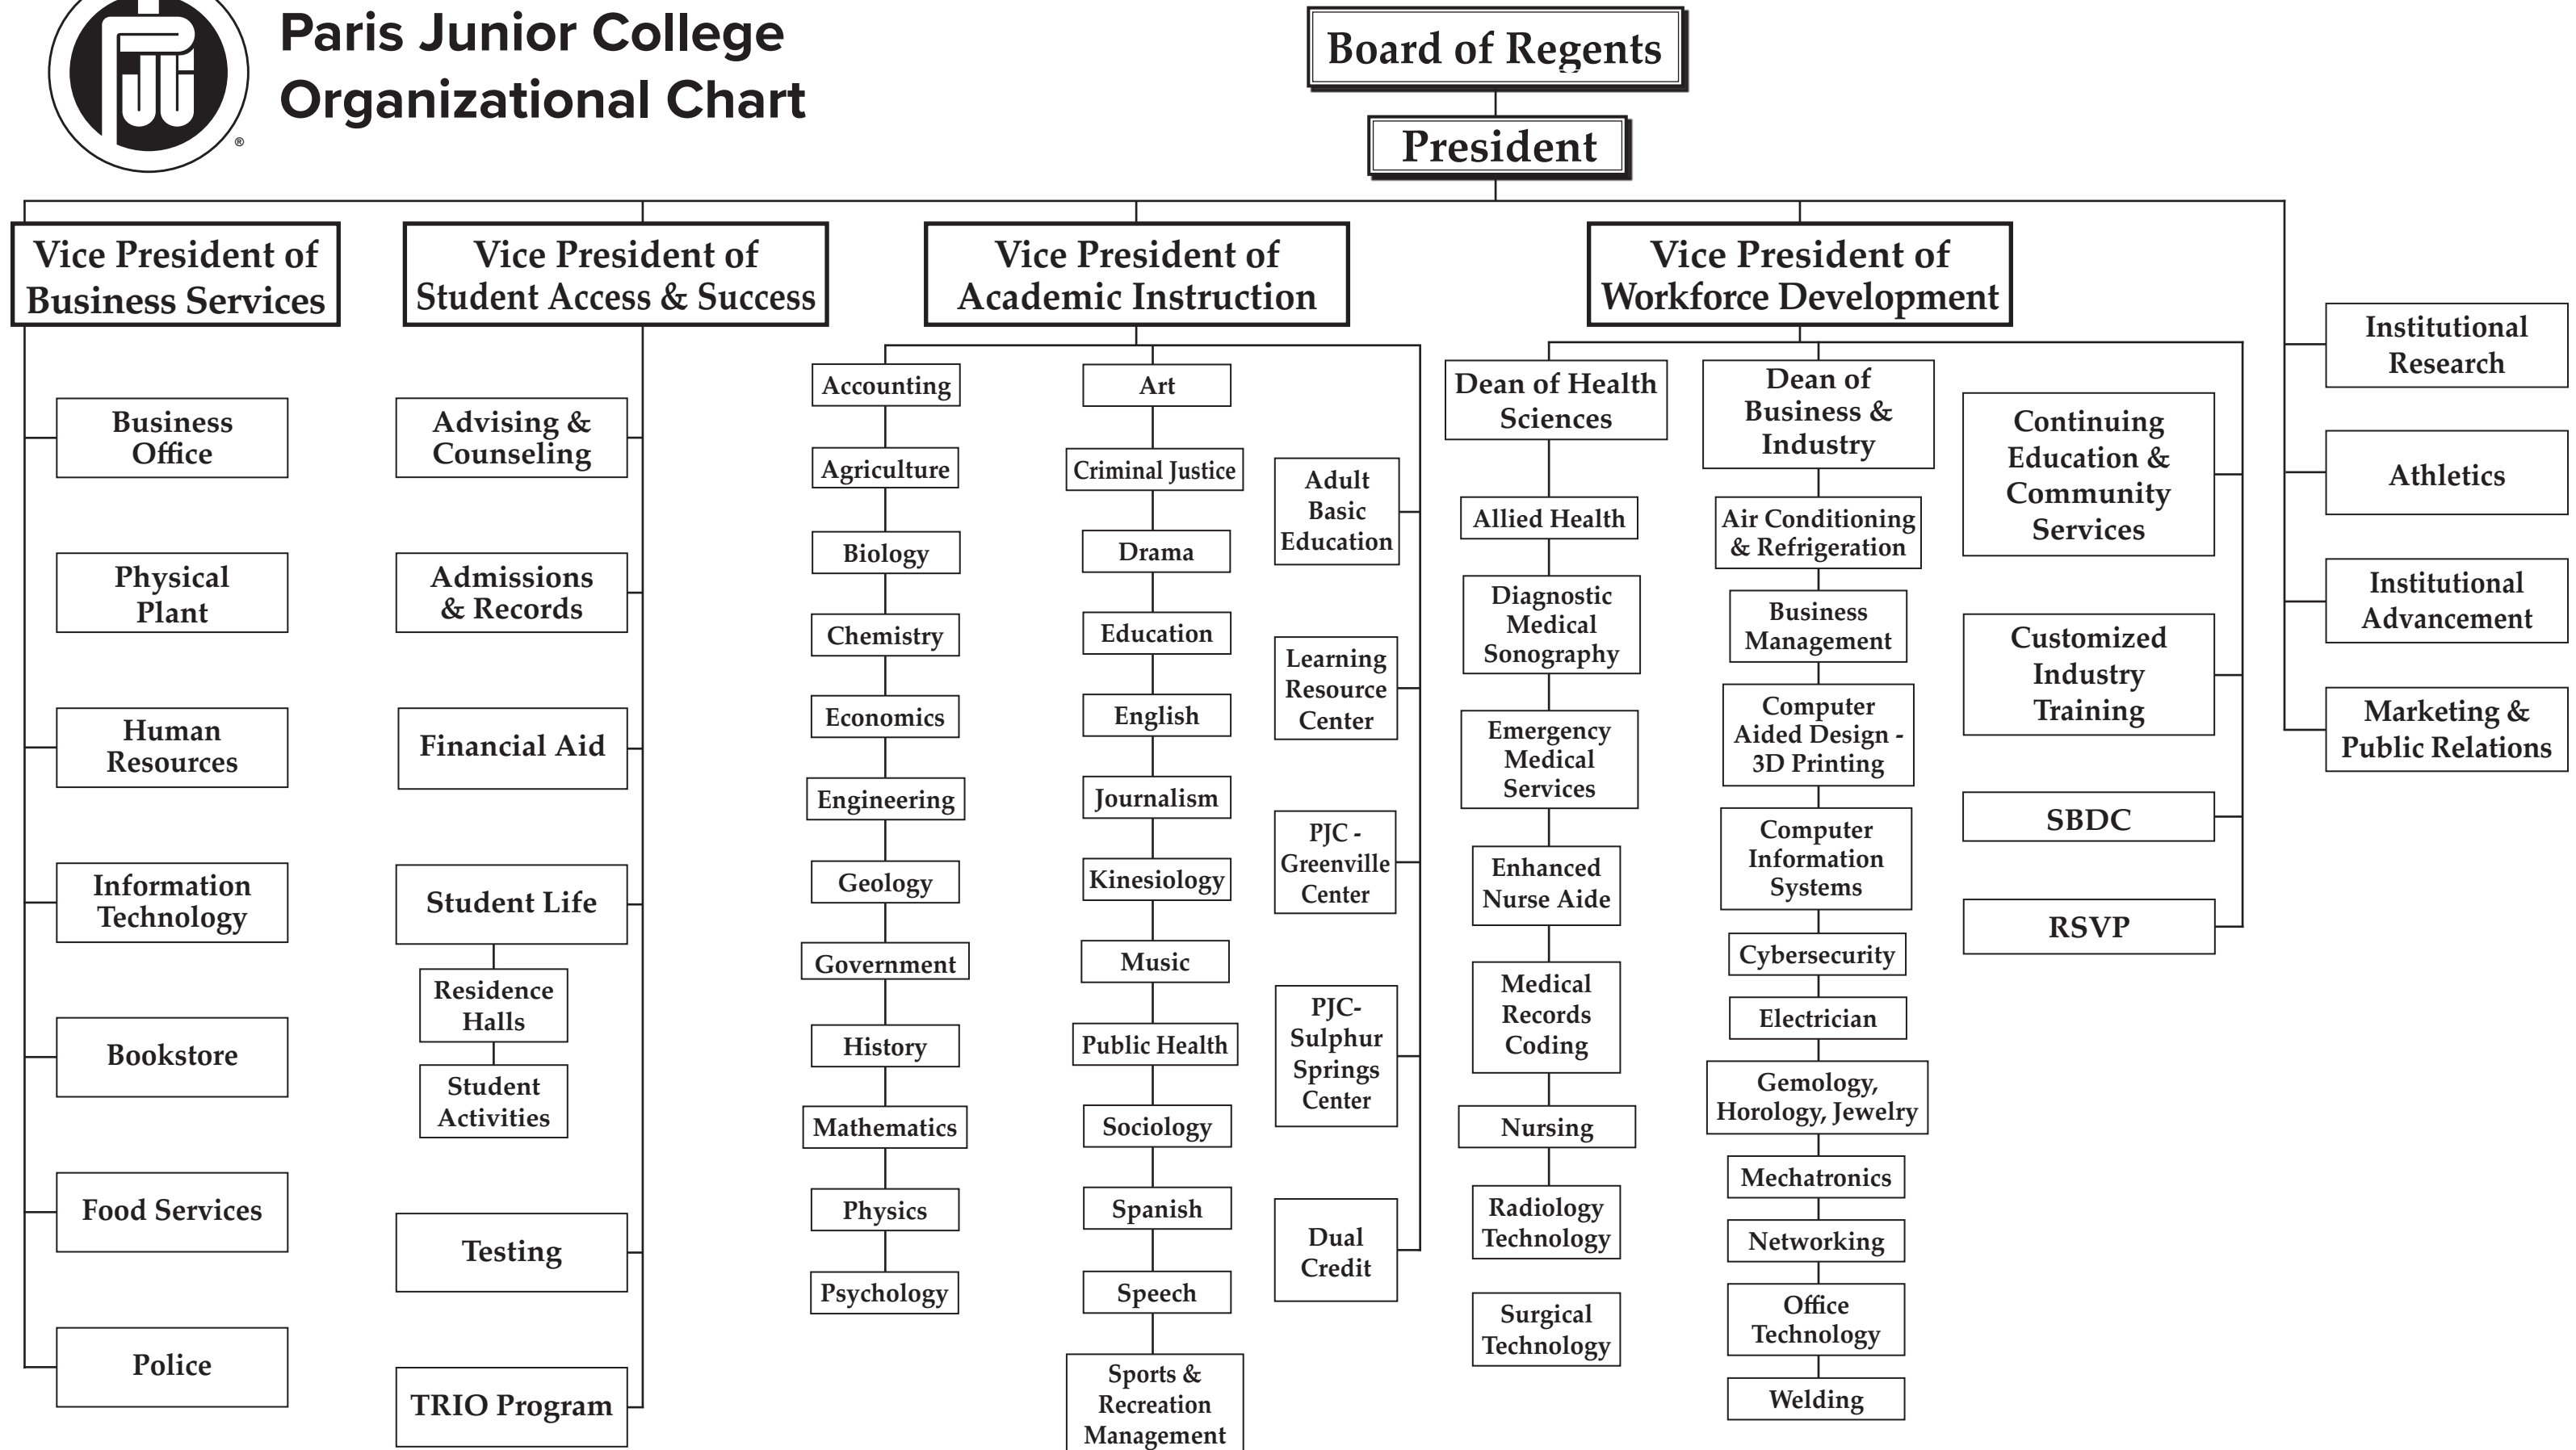 Paris Junior College
Organizational Chart
®
Board of Regents
President
Vice President of
Business Services
Business
Office
Physical
Plant
Human
Resources
Information
Technology
Bookstore
Food Services
Police
Vice President of
Student Access & Success
Advising &
Counseling
Admissions
& Records
Financial Aid
Student Life
Residence
Halls
Student
Activities
Testing
TRIO Program
Vice President of
Academic Instruction
Accounting
Agriculture
Biology
Chemistry
Economics
Engineering
Geology
Government
History
Mathematics
Physics
Psychology
Art
Criminal Justice
Drama
Education
English
Journalism
Kinesiology
Music
Public Health
Sociology
Spanish
Speech
Sports &
Recreation
Management
Adult
Basic
Education
Learning
Resource
Center
PJC -
Greenville
Center
PJC-
Sulphur
Springs
Center
Dual
Credit
Vice President of
Workforce Development
Dean of Health
Sciences
Allied Health
Diagnostic
Medical
Sonography
Emergency
Medical
Services
Enhanced
Nurse Aide
Medical
Records
Coding
Nursing
Radiology
Technology
Surgical
Technology
Dean of
Business &
Industry
Air Conditioning
& Refrigeration
Business
Management
Computer
Aided Design -
3D Printing
Computer
Information
Systems
Cybersecurity
Electrician
Gemology,
Horology, Jewelry
Mechatronics
Networking
Office
Technology
Welding
Continuing
Education &
Community
Services
Customized
Industry
Training
SBDC
RSVP
Institutional
Research
Athletics
Institutional
Advancement
Marketing &
Public Relations